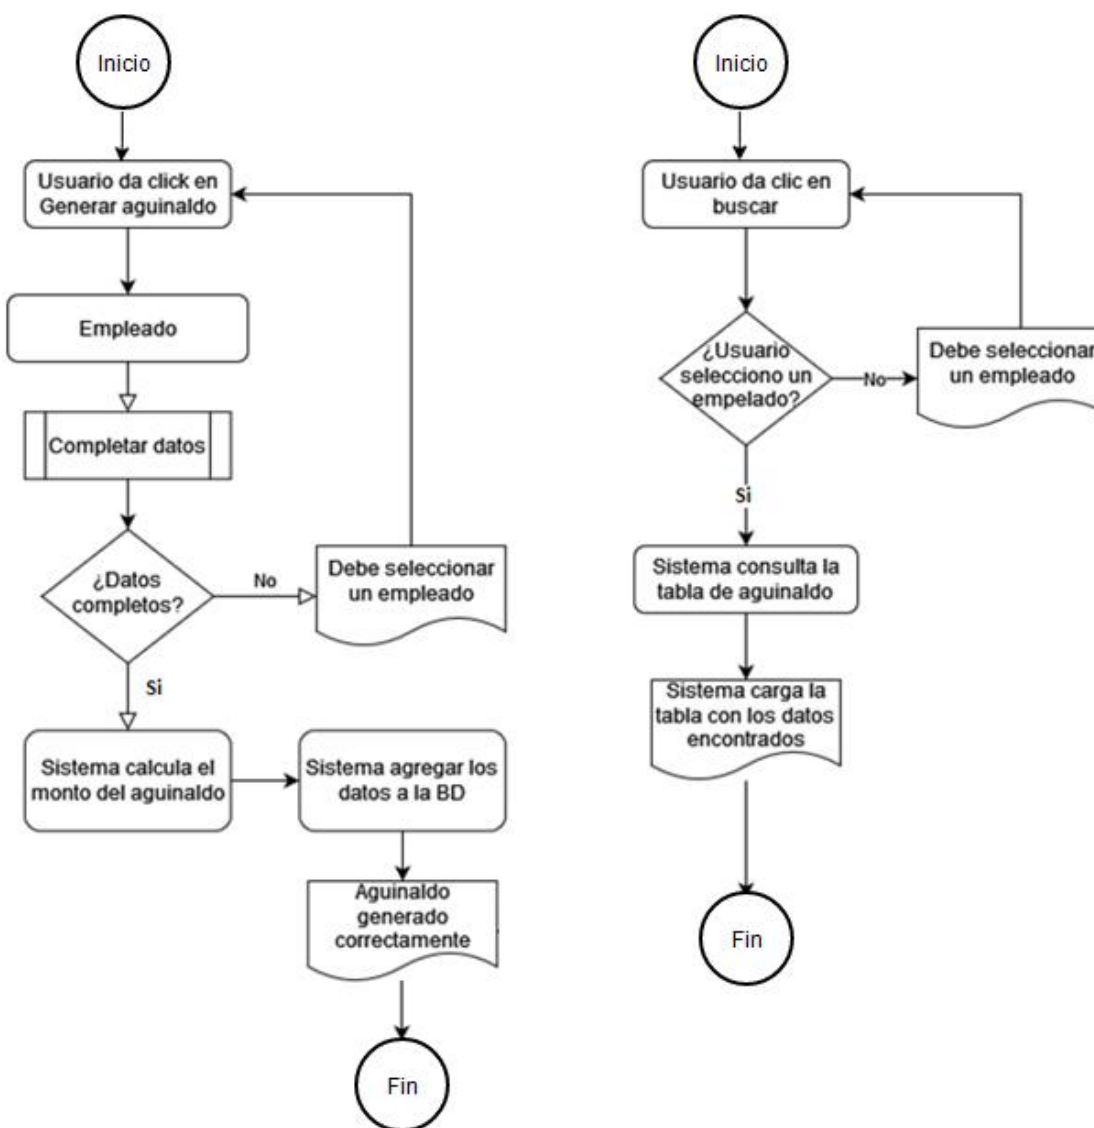 Inicio
Usuario da click en
Generar aguinaldo
Empleado
Completar datos
¿Datos
completos?
No
Debe seleccionar
un empleado
Si
Sistema calcula el
monto del aguinaldo
Sistema agregar los
datos a la BD
Aguinaldo
generado
correctamente
Fin
Inicio
Usuario da clic en
buscar
¿Usuario
selecciono un
empelado?
No
Debe seleccionar
un empleado
Si
Sistema consulta la
tabla de aguinaldo
Sistema carga la
tabla con los datos
encontrados
Fin